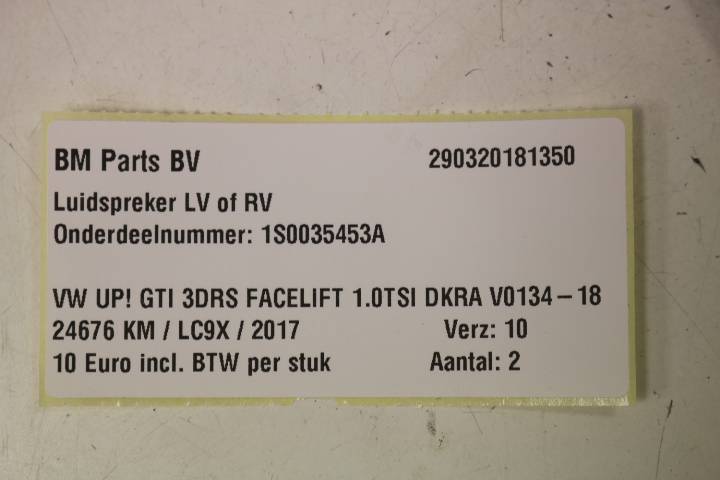 BM Parts BV 290320181350
Luidspreker LV of RV
Onderdeelnummer: 1S0035453A
VW UP! GTI 3DRS FACELIFT 1.0TSI DKRA V0134-18
24676 KM / LC9X / 2017 Verz: 10
10 Euro incl. BTW per stuk Aantal: 2